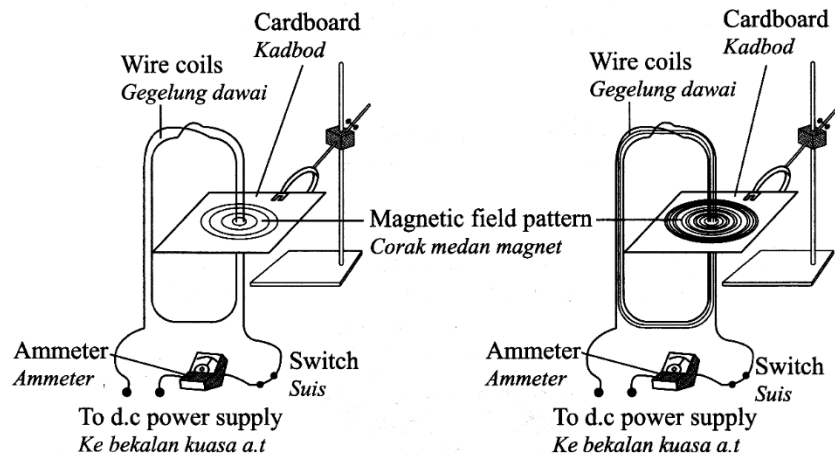 Cardboard
Kadbod
Wire coils
Gegelung dawai
Magnetic field pattern
Corak medan magnet
Ammeter
Ammeter
Switch
Suis
To d.c power supply
Ke bekalan kuasa a.t
Cardboard
Kadbod
Wire coils
Gegelung dawai
Ammeter
Ammeter
Switch
Suis
To d.c power supply
Ke bekalan kuasa a.t